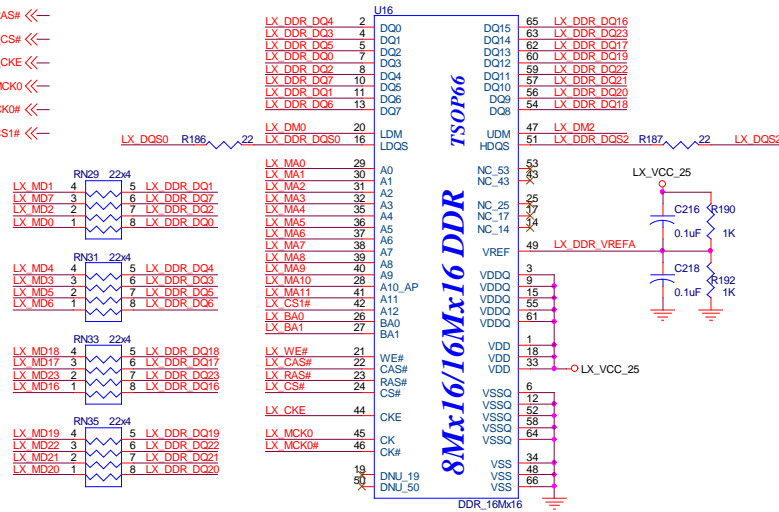 AS#
CS#
CKE
MCK0
CK0#
CS1#
LX_DQS0 R186 22
RN29 22x4
LX_MD1 4 5 LX_DDR_DQ1
LX_MD7 3 6 LX_DDR_DQ7
LX_MD2 2 7 LX_DDR_DQ2
LX_MD0 1 8 LX_DDR_DQ0
RN31 22x4
LX_MD4 4 5 LX_DDR_DQ4
LX_MD3 3 6 LX_DDR_DQ3
LX_MD5 2 7 LX_DDR_DQ5
LX_MD6 1 8 LX_DDR_DQ6
RN33 22x4
LX_MD18 4 5 LX_DDR_DQ18
LX_MD17 3 6 LX_DDR_DQ17
LX_MD23 2 7 LX_DDR_DQ23
LX_MD16 1 8 LX_DDR_DQ16
RN35 22x4
LX_MD19 4 5 LX_DDR_DQ19
LX_MD22 3 6 LX_DDR_DQ22
LX_MD21 2 7 LX_DDR_DQ21
LX_MD20 1 8 LX_DDR_DQ20
U16
LX_DDR_DQ4 2 DQ0
LX_DDR_DQ3 4 DQ1
LX_DDR_DQ5 5 DQ2
LX_DDR_DQ0 7 DQ3
LX_DDR_DQ2 8 DQ4
LX_DDR_DQ7 10 DQ5
LX_DDR_DQ1 11 DQ6
LX_DDR_DQ6 13 DQ7
LX_DM0 20 LDM
LX_DDR_DQS0 16 LDQS
LX_MA0 29 A0
LX_MA1 30 A1
LX_MA2 31 A2
LX_MA3 32 A3
LX_MA4 35 A4
LX_MA5 36 A5
LX_MA6 37 A6
LX_MA7 38 A7
LX_MA8 39 A8
LX_MA9 40 A9
LX_MA10 28 A10_AP
LX_MA11 41 A11
LX_CS1# 42 A12
LX_BA0 26 BA0
LX_BA1 27 BA1
LX_WE# 21 WE#
LX_CAS# 22 CAS#
LX_RAS# 23 RAS#
LX_CS# 24 CS#
LX_CKE 44 CKE
LX_MCK0 45 CK
LX_MCK0# 46 CK#
19 DNU_19
50 DNU_50
TSOP66
8Mx16/16Mx16 DDR
DQ15 65 LX_DDR_DQ16
DQ14 63 LX_DDR_DQ23
DQ13 62 LX_DDR_DQ17
DQ12 60 LX_DDR_DQ19
DQ11 59 LX_DDR_DQ22
DQ10 57 LX_DDR_DQ21
DQ9 56 LX_DDR_DQ20
DQ8 54 LX_DDR_DQ18
UDM 47 LX_DM2
HDQS 51 LX_DDR_DQS2 R187 22 LX_DQS2
NC_53 53
NC_43 43
NC_25 25
NC_17 17
NC_14 14
VREF 49 LX_DDR_VREFA
VDDQ 3
VDDQ 9
VDDQ 15
VDDQ 55
VDDQ 61
VDD 1
VDD 18
VDD 33 LX_VCC_25
VSSQ 6
VSSQ 12
VSSQ 52
VSSQ 58
VSSQ 64
VSS 34
VSS 48
VSS 66
DDR_16Mx16
LX_VCC_25
C216 R190
0.1uF 1K
C218 R192
0.1uF 1K